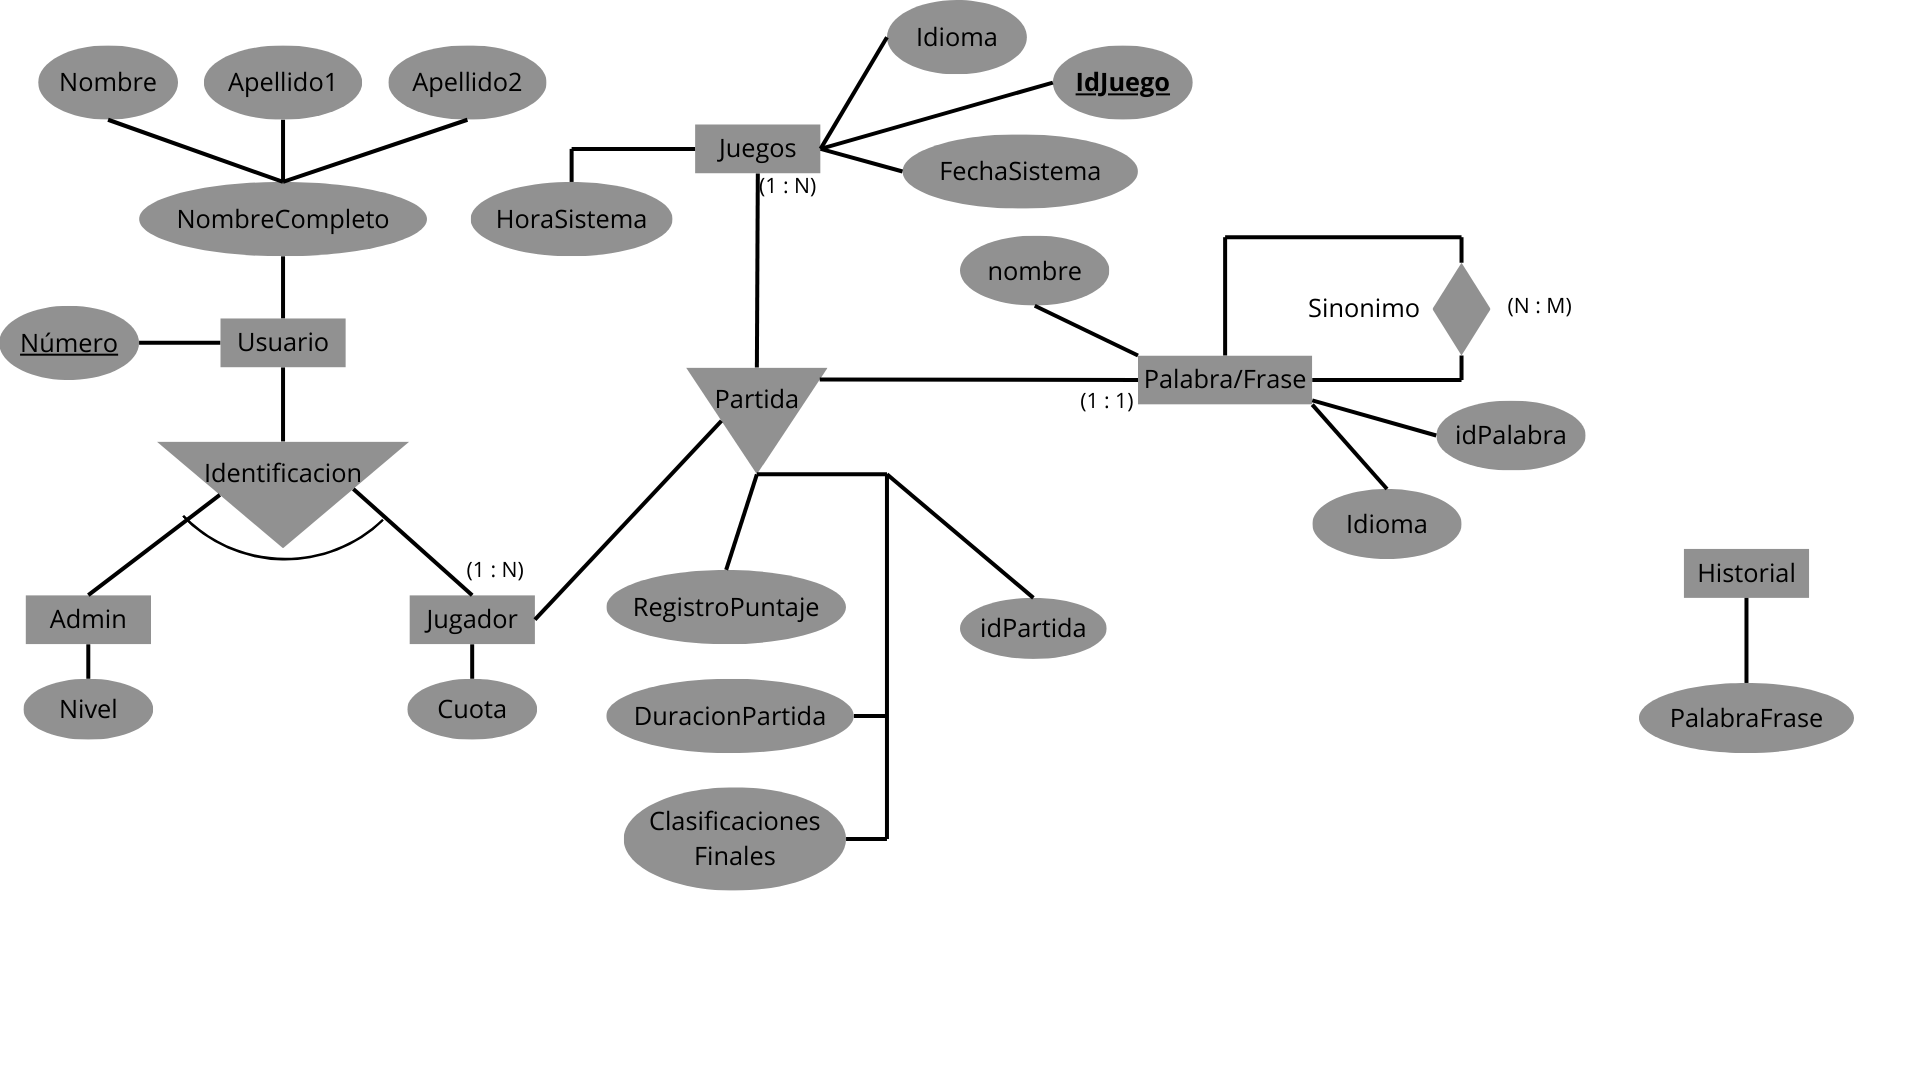 Idioma
Nombre
Apellido1
Apellido2
IdJuego
Juegos
FechaSistema
(1 : N)
NombreCompleto
HoraSistema
nombre
Sinonimo
(N : M)
Número
Usuario
Palabra/Frase
Partida
(1 : 1)
idPalabra
Identificacion
Idioma
(1 : N)
Historial
Admin
Jugador
RegistroPuntaje
idPartida
Nivel
Cuota
DuracionPartida
PalabraFrase
Clasificaciones
Finales